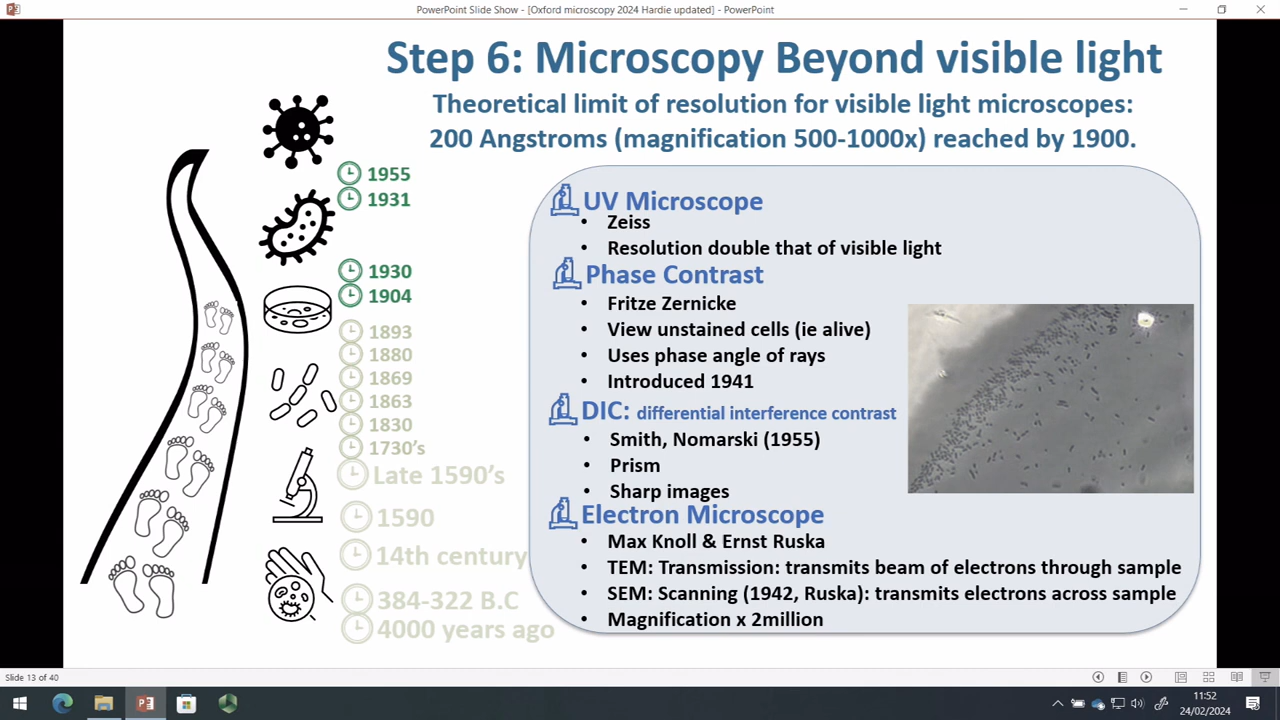 PowerPoint Slide Show - [Oxford microscopy 2024 Hardie updated] - PowerPoint
Step 6: Microscopy Beyond visible light
Theoretical limit of resolution for visible light microscopes:
200 Angstroms (magnification 500-1000x) reached by 1900.
1955
1931
1930
1904
1893
1880
1869
1863
1830
1730's
Late 1590's
1590
14th century
384-322 B.C
4000 years ago
UV Microscope
• Zeiss
• Resolution double that of visible light
Phase Contrast
• Fritze Zernicke
• View unstained cells (ie alive)
• Uses phase angle of rays
• Introduced 1941
DIC: differential interference contrast
• Smith, Nomarski (1955)
• Prism
• Sharp images
Electron Microscope
• Max Knoll & Ernst Ruska
• TEM: Transmission: transmits beam of electrons through sample
• SEM: Scanning (1942, Ruska): transmits electrons across sample
• Magnification x 2million
Slide 13 of 40
11:52
24/02/2024